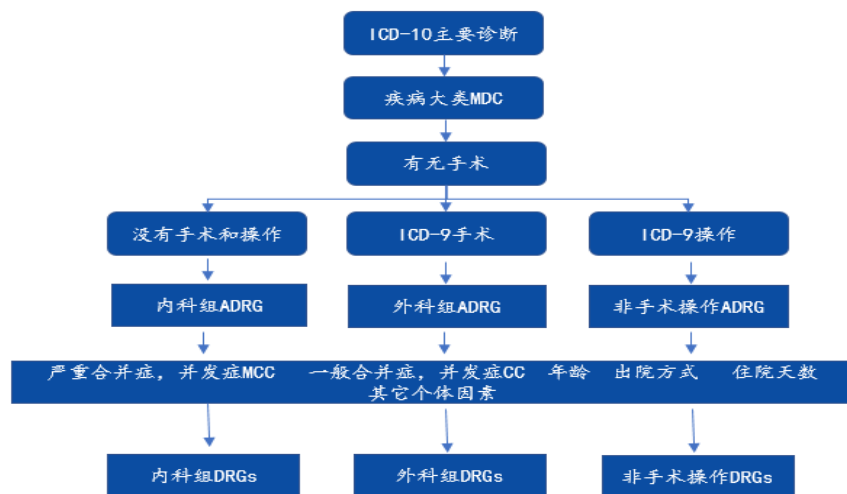 ICD-10主要诊断
疾病大类MDC
有无手术
没有手术和操作
ICD-9手术
ICD-9操作
内科组ADRG
外科组ADRG
非手术操作ADRG
严重合并症，并发症MCC 一般合并症，并发症CC 年龄 出院方式 住院天数
其它个体因素
内科组DRGs
外科组DRGs
非手术操作DRGs